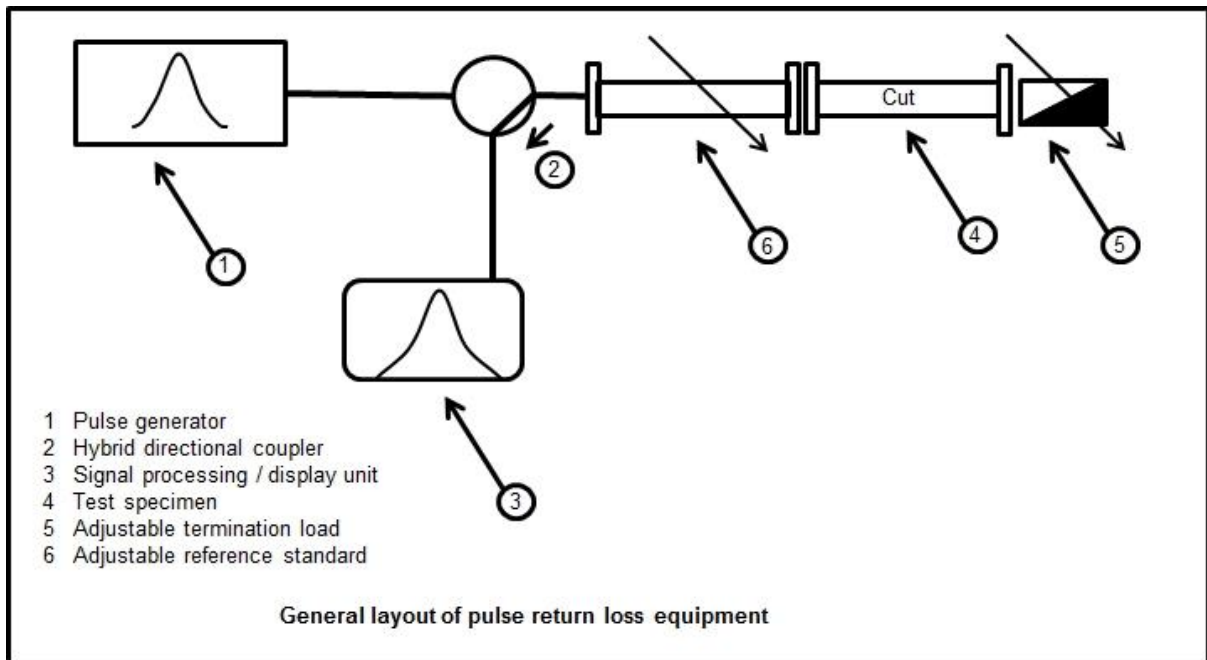 Cut
2
1
6
4
5
3
1 Pulse generator
2 Hybrid directional coupler
3 Signal processing / display unit
4 Test specimen
5 Adjustable termination load
6 Adjustable reference standard
General layout of pulse return loss equipment